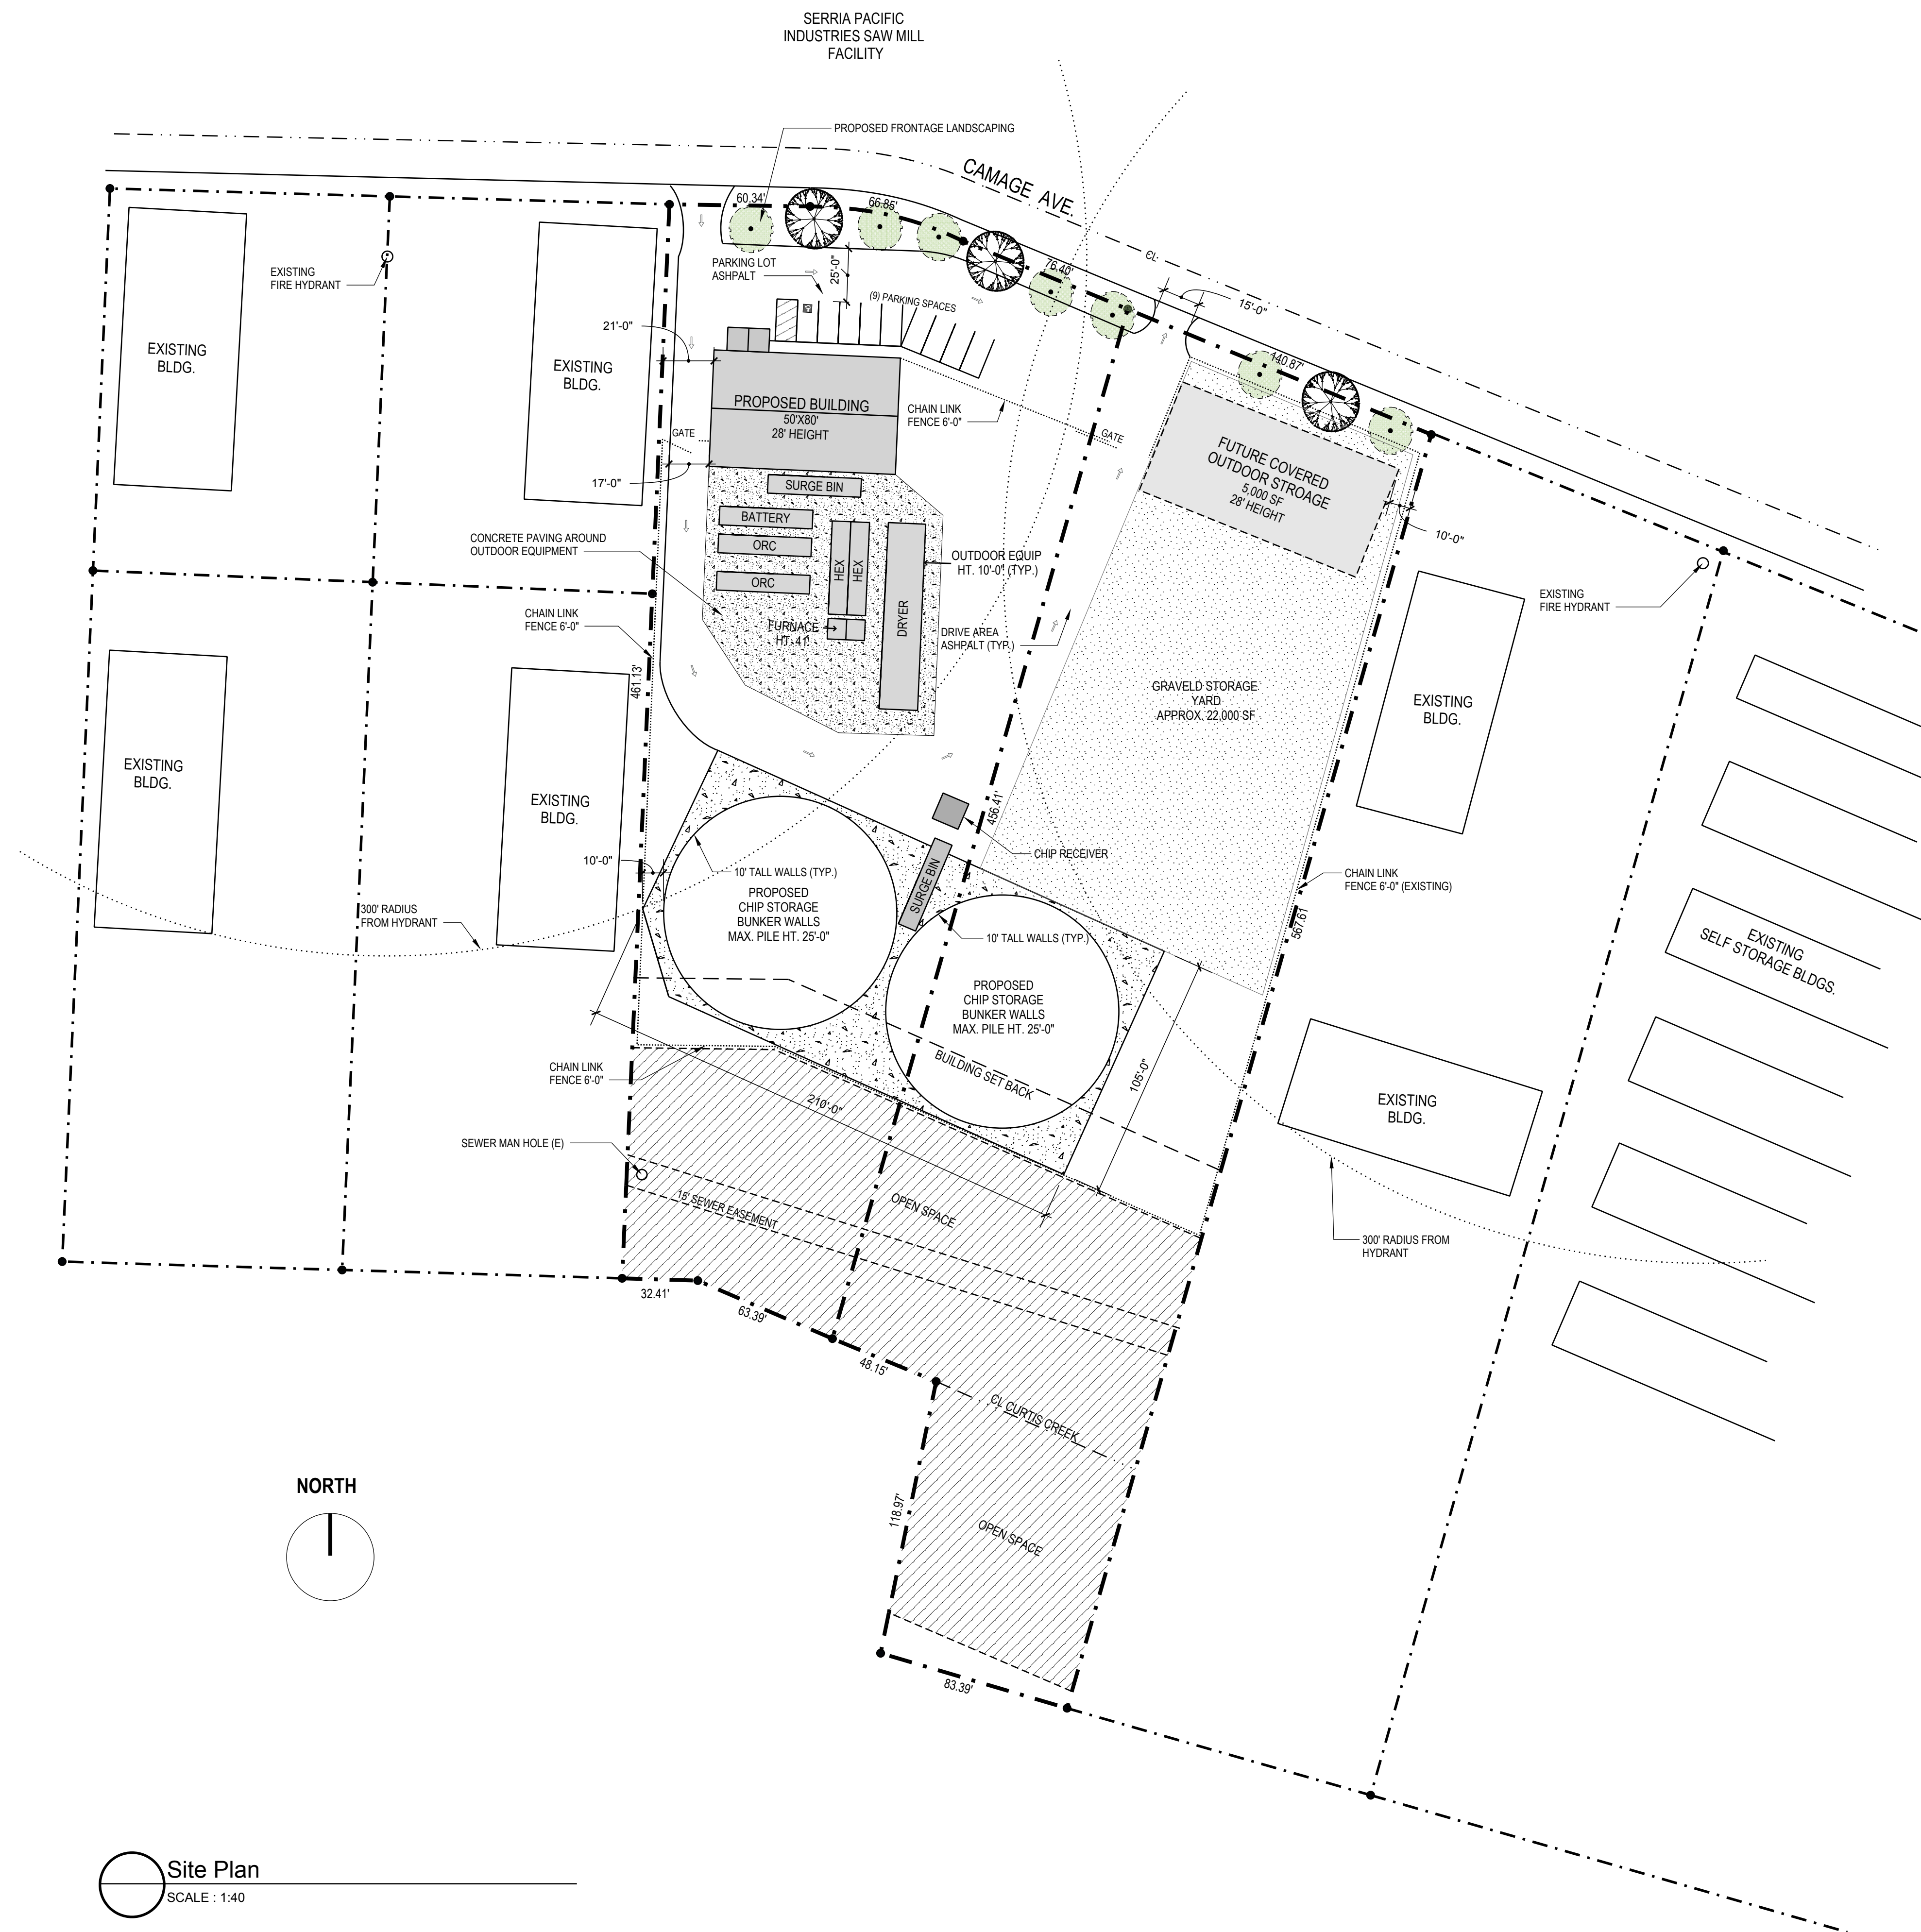 SERRIA PACIFIC
INDUSTRIES SAW MILL
FACILITY
PROPOSED FRONTAGE LANDSCAPING
CAMAGE AVE.
60.34'
66.85'
76.40'
CL
15'-0"
140.87'
EXISTING
FIRE HYDRANT
PARKING LOT
ASHPALT
25'-0"
(9) PARKING SPACES
21'-0"
EXISTING
BLDG.
EXISTING
BLDG.
PROPOSED BUILDING
50'X80'
28' HEIGHT
CHAIN LINK
FENCE 6'-0"
GATE
GATE
17'-0"
FUTURE COVERED
OUTDOOR STROAGE
5,000 SF
28' HEIGHT
10'-0"
SURGE BIN
BATTERY
ORC
ORC
HEX
HEX
DRYER
FURNACE
HT. 41'
CONCRETE PAVING AROUND
OUTDOOR EQUIPMENT
OUTDOOR EQUIP
HT. 10'-0" (TYP.)
EXISTING
FIRE HYDRANT
CHAIN LINK
FENCE 6'-0"
DRIVE AREA
ASHPALT (TYP.)
461.13'
GRAVELD STORAGE
YARD
APPROX. 22,000 SF
EXISTING
BLDG.
EXISTING
BLDG.
EXISTING
BLDG.
456.41'
CHIP RECEIVER
10'-0"
10' TALL WALLS (TYP.)
PROPOSED
CHIP STORAGE
BUNKER WALLS
MAX. PILE HT. 25'-0"
SURGE BIN
CHAIN LINK
FENCE 6'-0" (EXISTING)
567.61
300' RADIUS
FROM HYDRANT
10' TALL WALLS (TYP.)
EXISTING
SELF STORAGE BLDGS.
PROPOSED
CHIP STORAGE
BUNKER WALLS
MAX. PILE HT. 25'-0"
BUILDING SET BACK
105'-0"
CHAIN LINK
FENCE 6'-0"
210'-0"
EXISTING
BLDG.
SEWER MAN HOLE (E)
15' SEWER EASEMENT
OPEN SPACE
300' RADIUS FROM
HYDRANT
32.41'
63.39'
48.15'
CL CURTIS CREEK
118.97'
OPEN SPACE
83.39'
NORTH
Site Plan
SCALE : 1:40